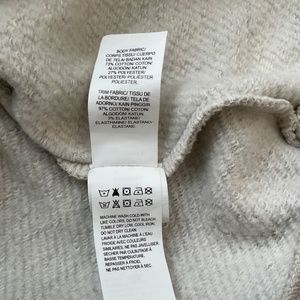 BODY FABRIC/
CORPS TISSU/ CUERPO
DE TELA/ BADAN KAIN
73% COTTON/ COTON/
ALGODÓN/ KATUN
27% POLYESTER/
POLYESTER/ POLIÉSTER/
POLIESTER.
TRIM FABRIC/ TISSU DE
LA BORDURE/ TELA DE
ADORNO/ KAIN PINGGIR
97% COTTON/ COTON/
ALGODÓN/ KATUN
3% ELASTANE/
ÉLASTHANNE/ ELASTANO/
ELASTANE.
MACHINE WASH COLD WITH
LIKE COLORS, DO NOT BLEACH,
TUMBLE DRY LOW, COOL IRON,
DO NOT DRY CLEAN.
LAVAR À LA MACHINE À L'EAU
FROIDE AVEC COULEURS
SIMILAIRES, NE PAS JAVELLISER,
SÉCHER PAR CULBUTAGE À
BASSE TEMPÉRATURE,
REPASSER À FROID,
NE PAS NETTOYER À SEC.